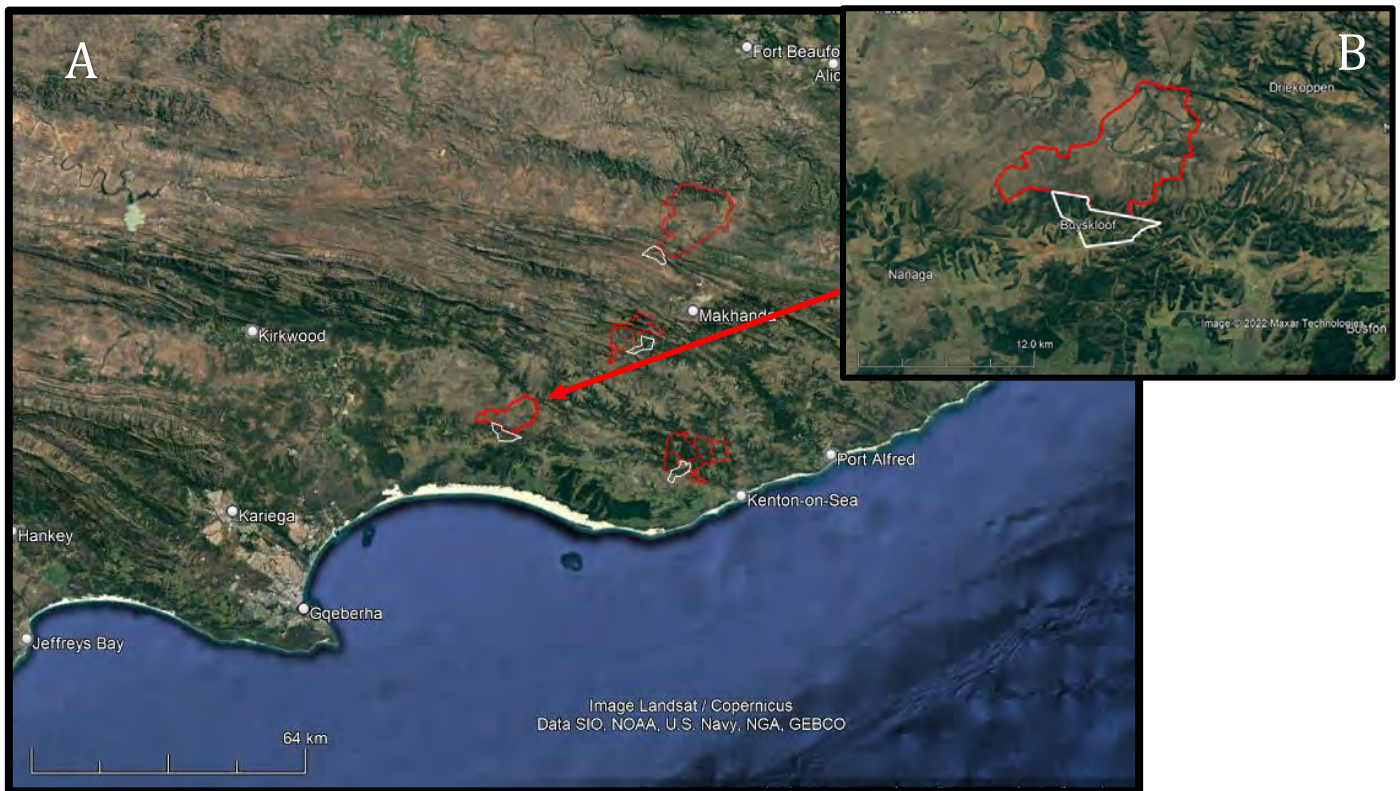 A
Fort Beaufo
Alic
Makhanda
Kirkwood
Port Alfred
Kenton-on-Sea
Kariega
Hankey
Gqeberha
Jeffreys Bay
Image Landsat / Copernicus
Data SIO, NOAA, U.S. Navy, NGA, GEBCO
64 km
B
Driekoppen
Buyskloof
Nanaga
Image © 2022 Maxar Technologies
12.0 km